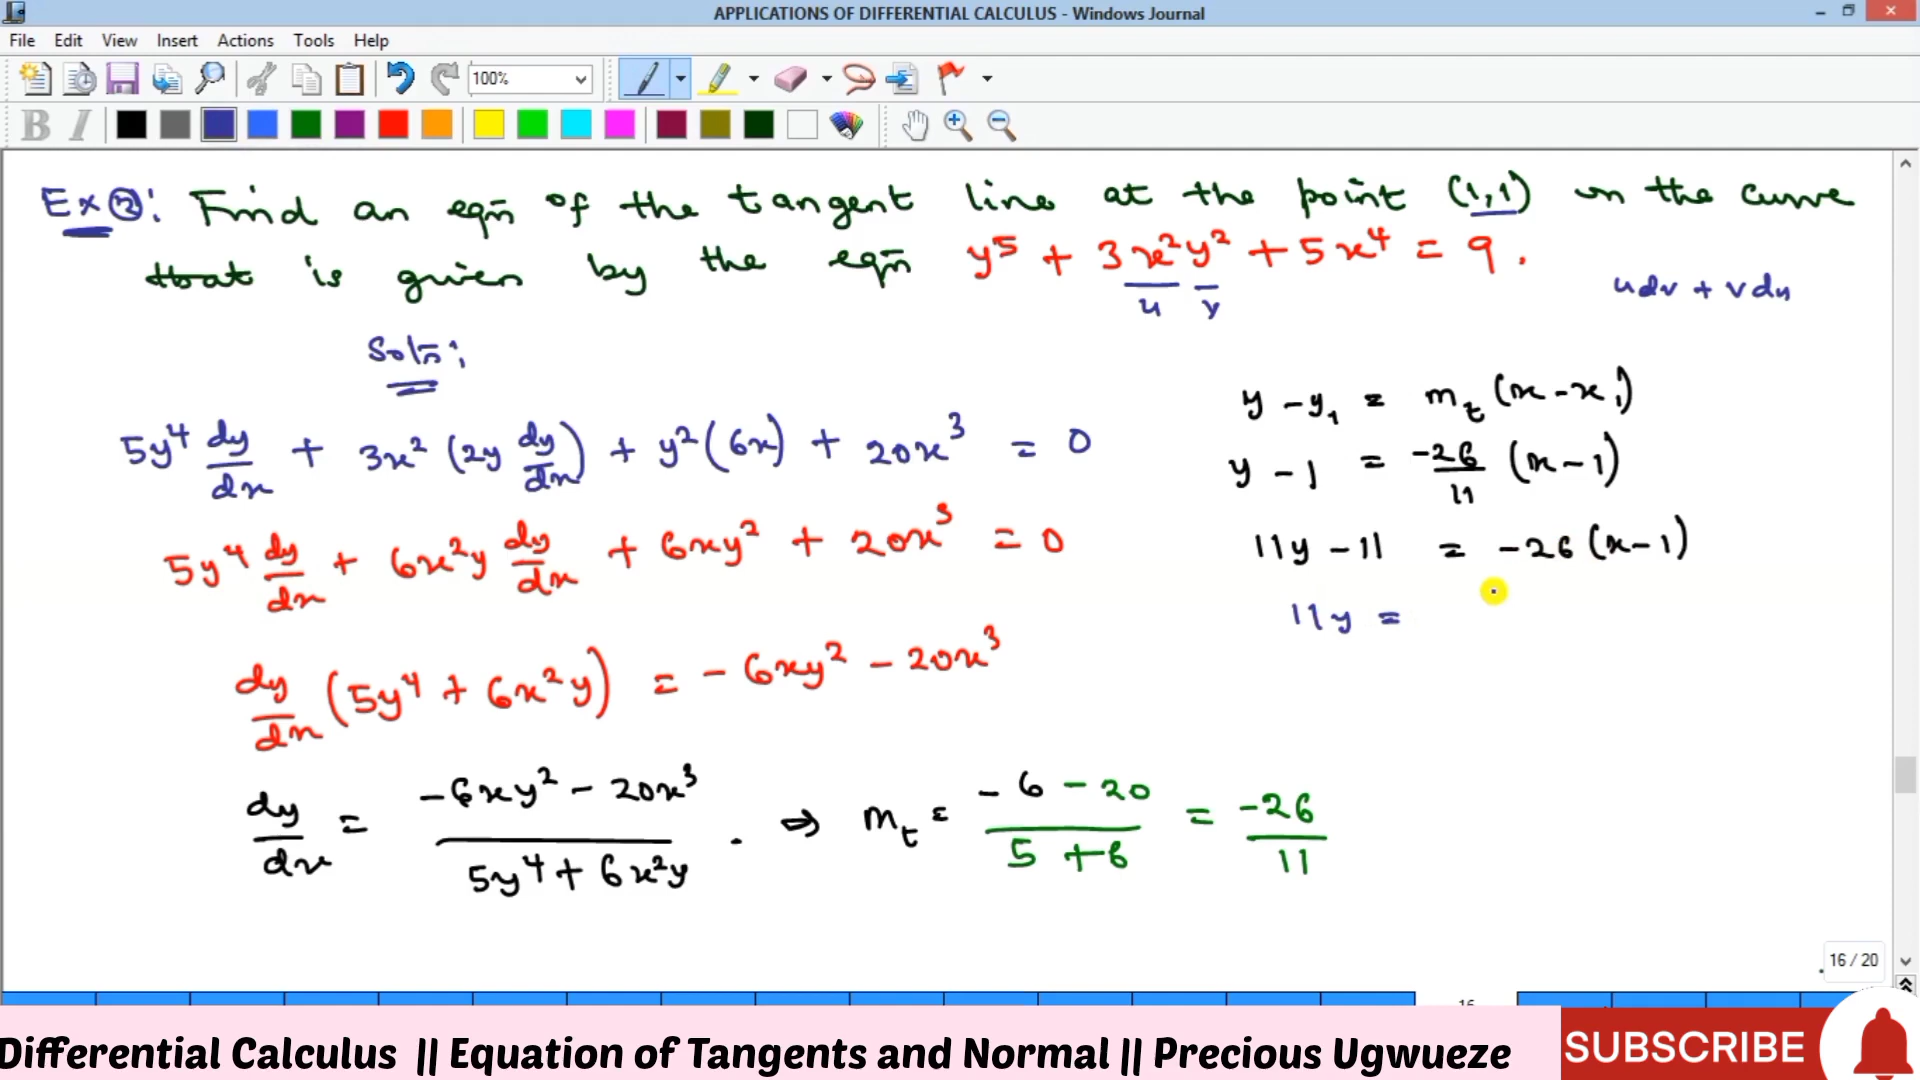 APPLICATIONS OF DIFFERENTIAL CALCULUS - Windows Journal
File Edit View Insert Actions Tools Help
100%
B I
Ex ②: Find an eqn̄ of the tangent line at the point (1,1) on the curve
that is given by the eqn̄ y⁵ + 3x²y² + 5x⁴ = 9.
u v
udv + vdu
Soln̄:
5y⁴ dy/dx + 3x² (2y dy/dx) + y² (6x) + 20x³ = 0
5y⁴ dy/dx + 6x²y dy/dx + 6xy² + 20x³ = 0
dy/dx (5y⁴ + 6x²y) = -6xy² - 20x³
dy/dx = (-6xy² - 20x³)/(5y⁴ + 6x²y) . ⇒ mₜ = (-6 - 20)/(5 + 6) = -26/11
y - y₁ = mₜ (x - x₁)
y - 1 = -26/11 (x - 1)
11y - 11 = -26 (x - 1)
11y =
16 / 20
16
Differential Calculus || Equation of Tangents and Normal || Precious Ugwueze
SUBSCRIBE